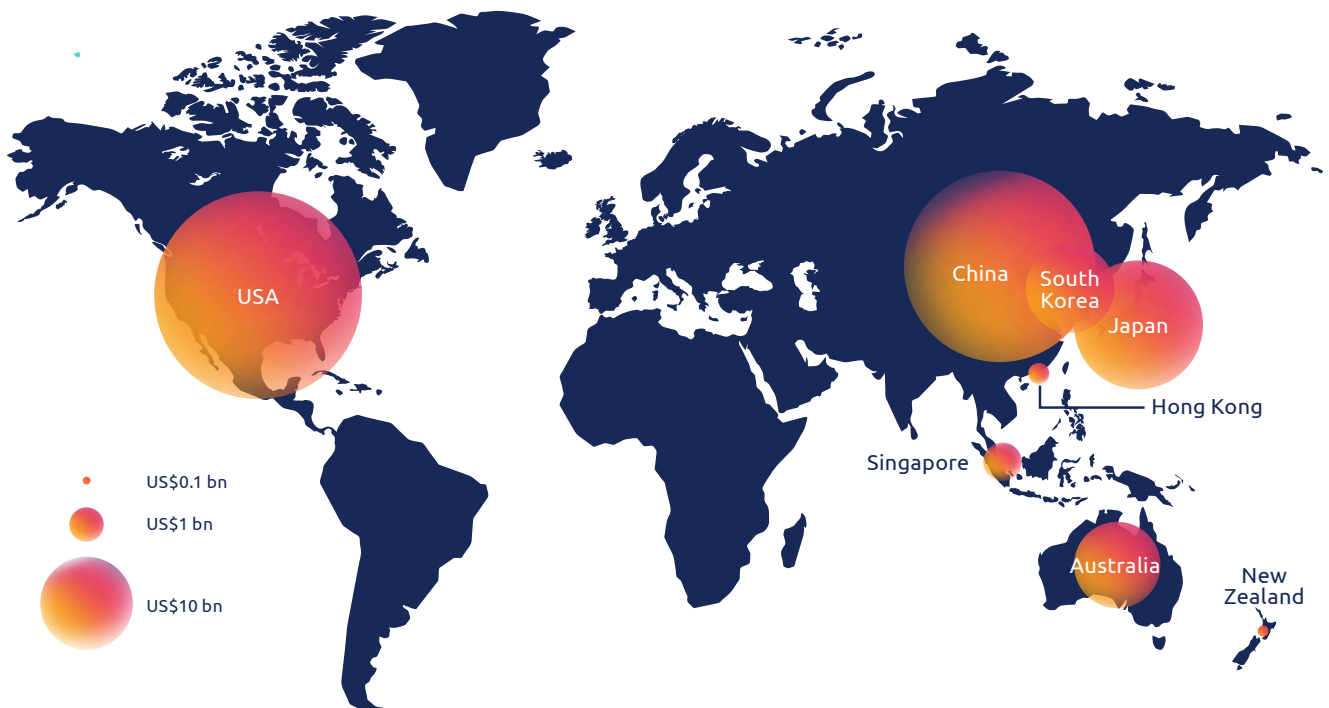 USA
China
South
Korea
Japan
Hong Kong
Singapore
US$0.1 bn
US$1 bn
US$10 bn
Australia
New
Zealand